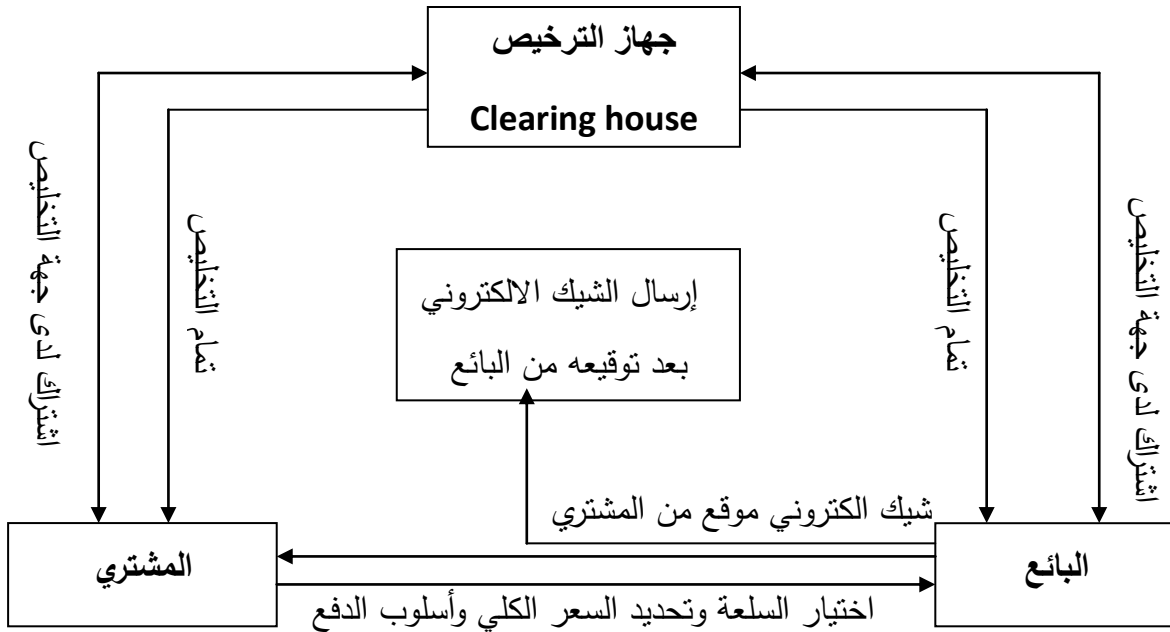 جهاز الترخيص
Clearing house
اشتراك لدى جهة التخليص
تمام التخليص
تمام التخليص
اشتراك لدى جهة التخليص
إرسال الشيك الالكتروني
بعد توقيعه من البائع
شيك الكتروني موقع من المشتري
البائع
المشتري
اختيار السلعة وتحديد السعر الكلي وأسلوب الدفع